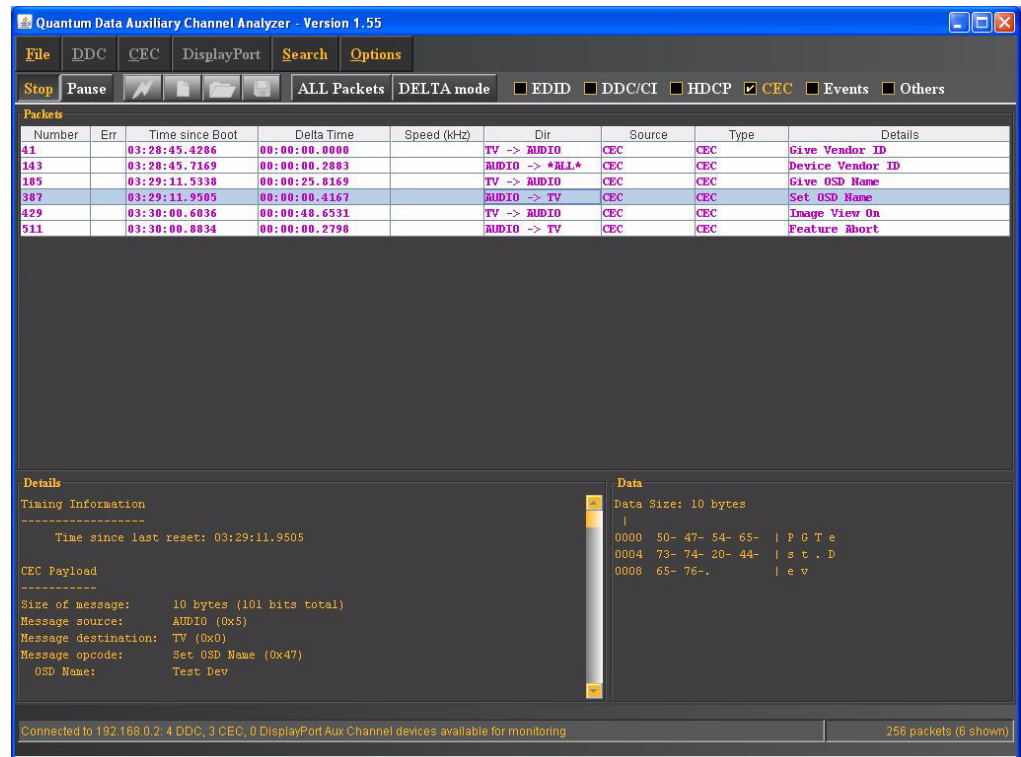 Quantum Data Auxiliary Channel Analyzer - Version 1.55
File DDC CEC DisplayPort Search Options
Stop Pause ALL Packets DELTA mode EDID DDC/CI HDCP CEC Events Others
Packets
Number Err Time since Boot Delta Time Speed (kHz) Dir Source Type Details
41 03:28:45.4286 00:00:00.0000 TV -> AUDIO CEC CEC Give Vendor ID
143 03:28:45.7169 00:00:00.2883 AUDIO -> *ALL* CEC CEC Device Vendor ID
185 03:29:11.5338 00:00:25.8169 TV -> AUDIO CEC CEC Give OSD Name
387 03:29:11.9505 00:00:00.4167 AUDIO -> TV CEC CEC Set OSD Name
429 03:30:00.6036 00:00:48.6531 TV -> AUDIO CEC CEC Image View On
511 03:30:00.8834 00:00:00.2798 AUDIO -> TV CEC CEC Feature Abort
Details
Timing Information
------------------
Time since last reset: 03:29:11.9505
CEC Payload
-----------
Size of message: 10 bytes (101 bits total)
Message source: AUDIO (0x5)
Message destination: TV (0x0)
Message opcode: Set OSD Name (0x47)
OSD Name: Test Dev
Data
Data Size: 10 bytes
|
0000 50- 47- 54- 65- | P G T e
0004 73- 74- 20- 44- | s t . D
0008 65- 76-. | e v
Connected to 192.168.0.2: 4 DDC, 3 CEC, 0 DisplayPort Aux Channel devices available for monitoring
256 packets (6 shown)